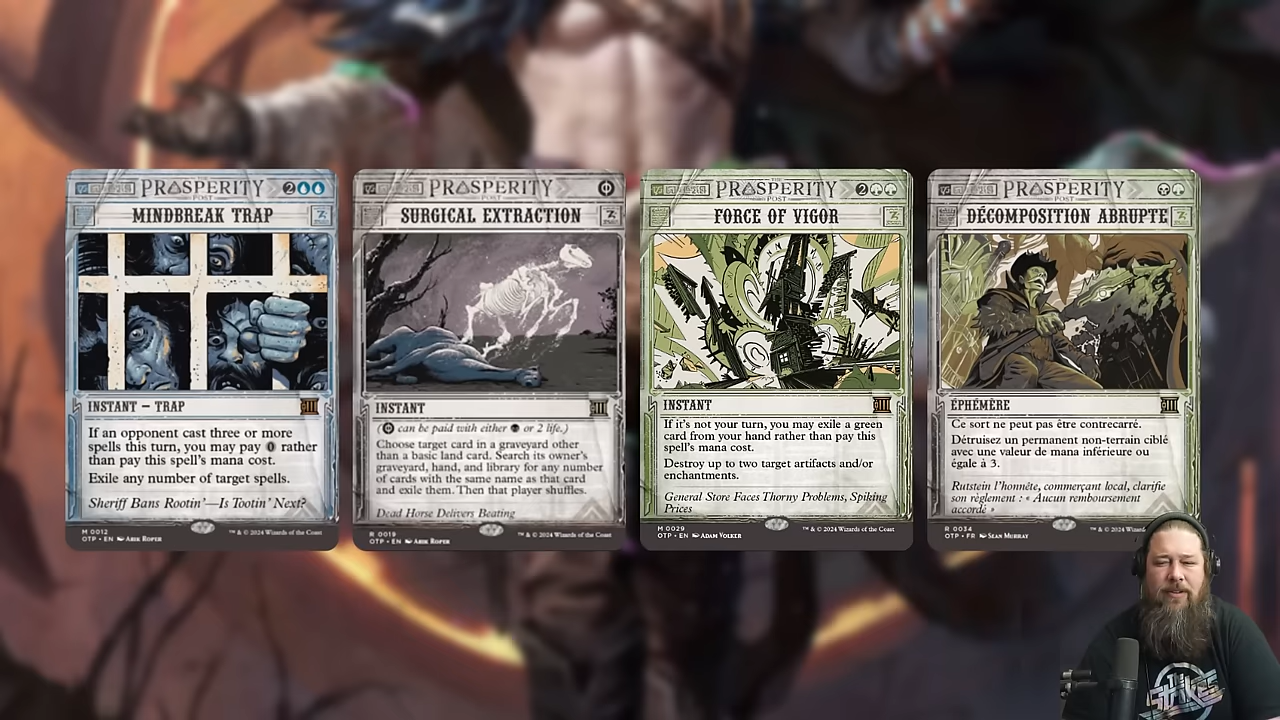 THE
PROSPERITY
POST
2
MINDBREAK TRAP
INSTANT – TRAP
If an opponent cast three or more
spells this turn, you may pay 0 rather
than pay this spell's mana cost.
Exile any number of target spells.
Sheriff Bans Rootin'—Is Tootin' Next?
M 0012
OTP • EN Arik Roper
™ & © 2024 Wizards of the Coast
PROSPERITY
POST
SURGICAL EXTRACTION
INSTANT
( can be paid with either or 2 life.)
Choose target card in a graveyard other
than a basic land card. Search its owner's
graveyard, hand, and library for any number
of cards with the same name as that card
and exile them. Then that player shuffles.
Dead Horse Delivers Beating
R 0019
OTP • EN Arik Roper
™ & © 2024 Wizards of the Coast
THE
PROSPERITY
POST
2
FORCE OF VIGOR
INSTANT
If it's not your turn, you may exile a green
card from your hand rather than pay this
spell's mana cost.
Destroy up to two target artifacts and/or
enchantments.
General Store Faces Thorny Problems, Spiking
Prices
M 0029
OTP • EN Adam Volker
™ & © 2024 Wizards of the Coast
THE
PROSPERITY
POST
DÉCOMPOSITION ABRUPTE
ÉPHÉMÈRE
Ce sort ne peut pas être contrecarré.
Détruisez un permanent non-terrain ciblé
avec une valeur de mana inférieure ou
égale à 3.
Rutstein l'honnête, commerçant local, clarifie
son règlement : « Aucun remboursement
accordé »
R 0034
OTP • FR Sean Murray
™ & © 2024 Wizards of the